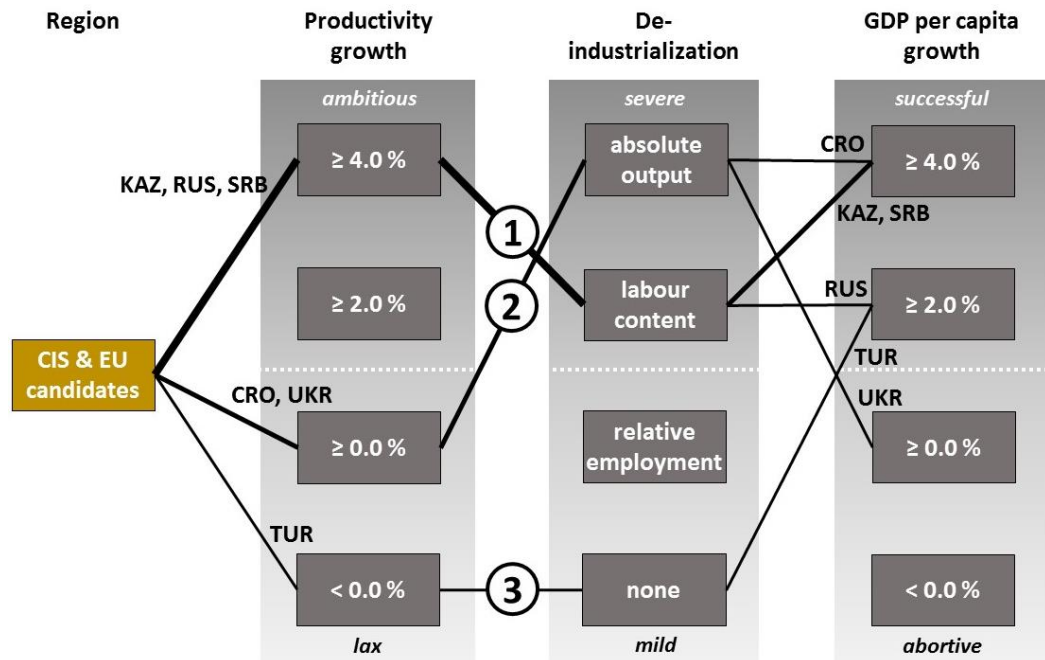 Region
Productivity
growth
De-
industrialization
GDP per capita
growth
ambitious
severe
successful
≥ 4.0 %
absolute
output
CRO
≥ 4.0 %
KAZ, RUS, SRB
KAZ, SRB
1
≥ 2.0 %
2
labour
content
RUS
≥ 2.0 %
CIS & EU
candidates
TUR
CRO, UKR
UKR
≥ 0.0 %
relative
employment
≥ 0.0 %
TUR
< 0.0 %
3
none
< 0.0 %
lax
mild
abortive